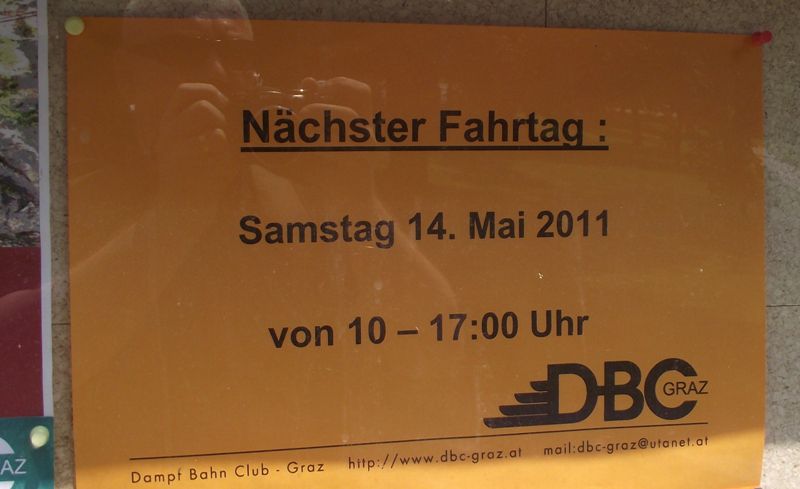 Nächster Fahrtag :
Samstag 14. Mai 2011
von 10 – 17:00 Uhr
DBC GRAZ
Dampf Bahn Club - Graz http://www.dbc-graz.at mail:dbc-graz@utanet.at
AZ